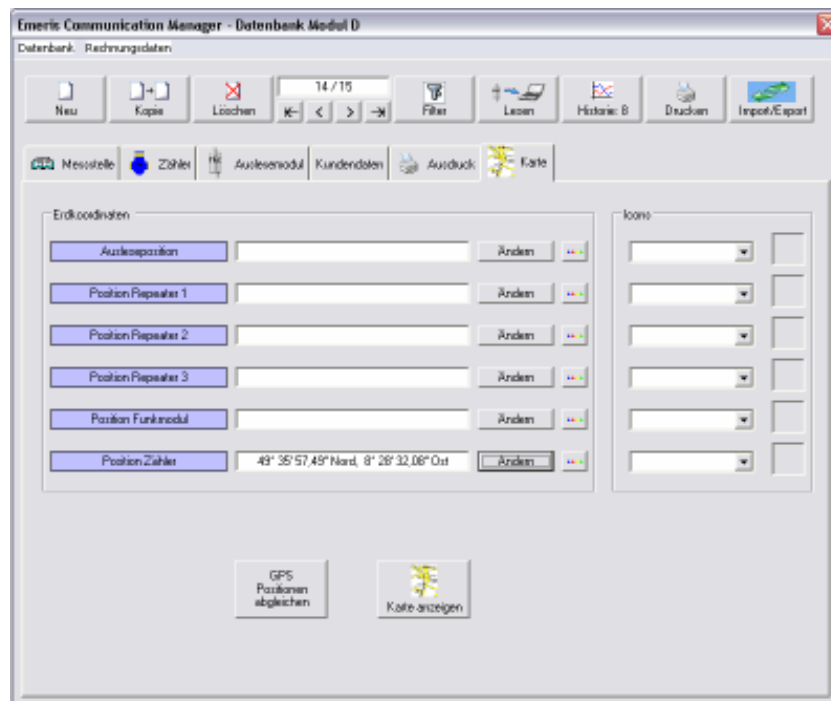 Emeris Communication Manager - Datenbank Modul D
Datenbank Rechnungsdaten
14 / 15
Neu Kopie Löschen Filter Lesen Historie: 8 Drucken Import/Export
Messstelle Zähler Auslesemodul Kundendaten Ausdruck Karte
Erdkoordinaten Icons
Ausleseposition Ändern
Position Repeater 1 Ändern
Position Repeater 2 Ändern
Position Repeater 3 Ändern
Position Funkmodul Ändern
Position Zähler 49° 35' 57,49" Nord, 8° 28' 32,08" Ost Ändern
GPS
Positionen
abgleichen
Karte anzeigen